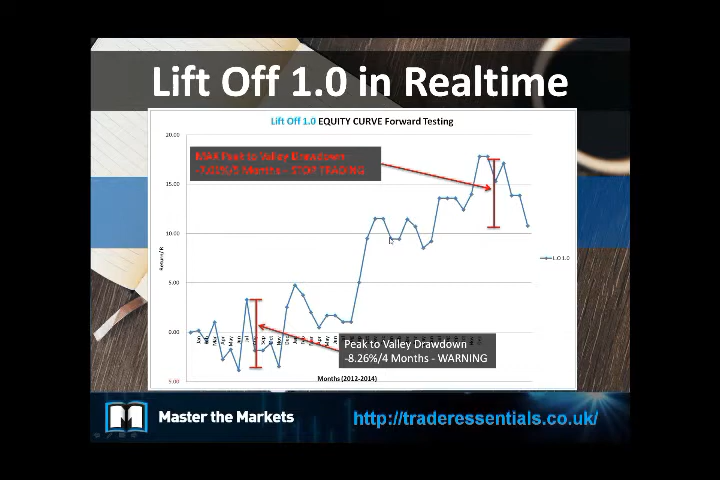 Lift Off 1.0 in Realtime
Lift Off 1.0 EQUITY CURVE Forward Testing
20.00
MAX Peak to Valley Drawdown
STOP TRADING
15.00
10.00
Return/R
5.00
L.O 1.0
0.00
Peak to Valley Drawdown
-8.26%/4 Months - WARNING
5.00
Months (2012-2014)
Master the Markets
http://traderessentials.co.uk/